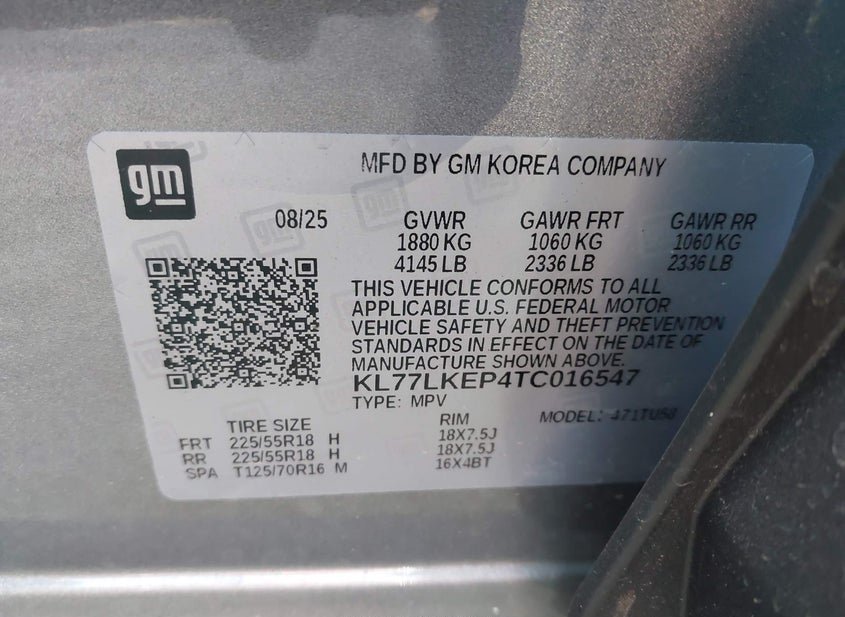 gm
MFD BY GM KOREA COMPANY
08/25 GVWR GAWR FRT GAWR RR
1880 KG 1060 KG 1060 KG
4145 LB 2336 LB 2336 LB
THIS VEHICLE CONFORMS TO ALL
APPLICABLE U.S. FEDERAL MOTOR
VEHICLE SAFETY AND THEFT PREVENTION
STANDARDS IN EFFECT ON THE DATE OF
MANUFACTURE SHOWN ABOVE.
KL77LKEP4TC016547
TYPE: MPV
MODEL: 471TU58
TIRE SIZE RIM
FRT 225/55R18 H 18X7.5J
RR 225/55R18 H 18X7.5J
SPA T125/70R16 M 16X4BT